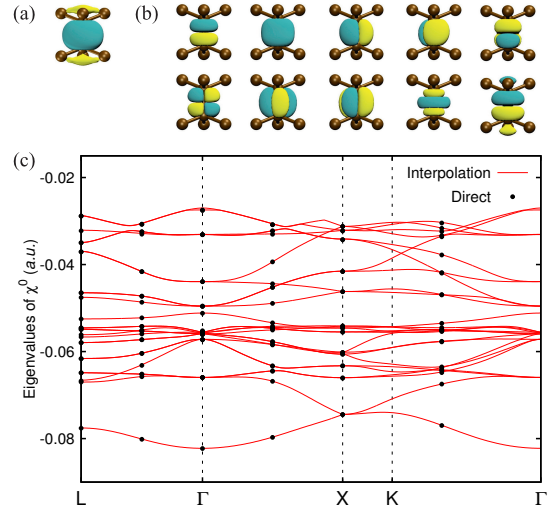 (a)
(b)
(c)
Eigenvalues of χ⁰ (a.u.)
-0.02
-0.04
-0.06
-0.08
Interpolation
Direct
L Γ X K Γ